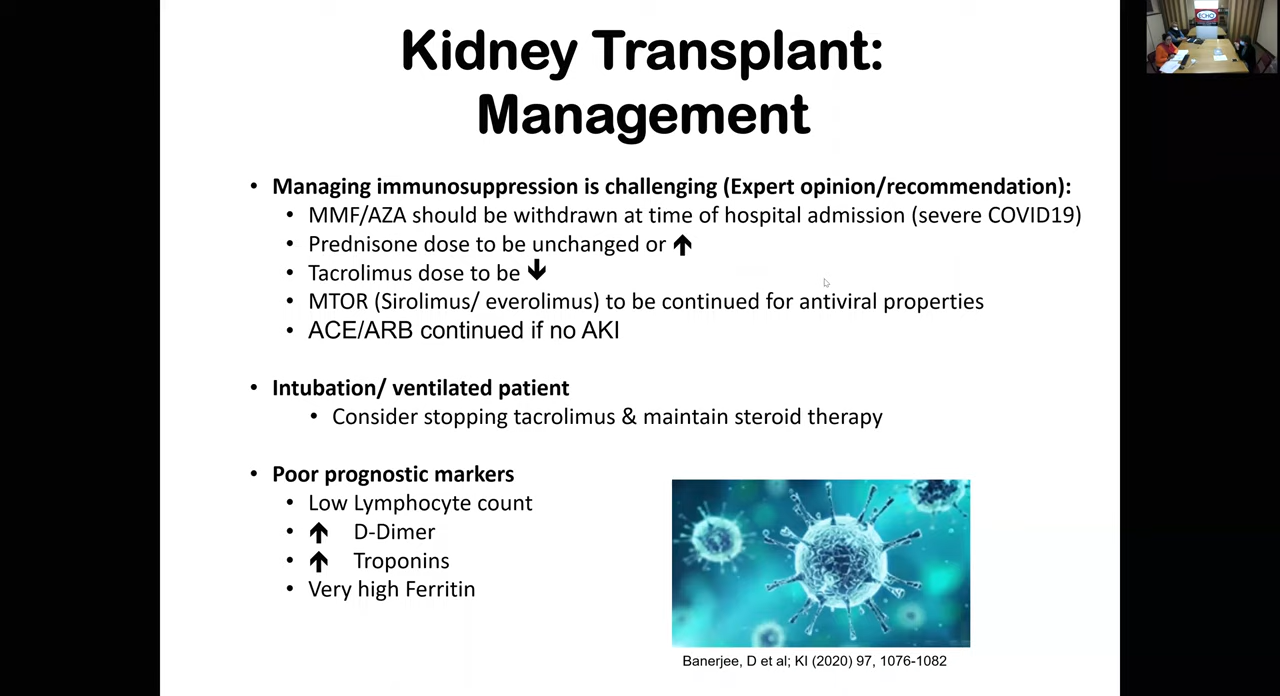 Kidney Transplant:
Management
• Managing immunosuppression is challenging (Expert opinion/recommendation):
• MMF/AZA should be withdrawn at time of hospital admission (severe COVID19)
• Prednisone dose to be unchanged or ↑
• Tacrolimus dose to be ↓
• MTOR (Sirolimus/ everolimus) to be continued for antiviral properties
• ACE/ARB continued if no AKI
• Intubation/ ventilated patient
• Consider stopping tacrolimus & maintain steroid therapy
• Poor prognostic markers
• Low Lymphocyte count
• ↑ D-Dimer
• ↑ Troponins
• Very high Ferritin
Banerjee, D et al; KI (2020) 97, 1076-1082